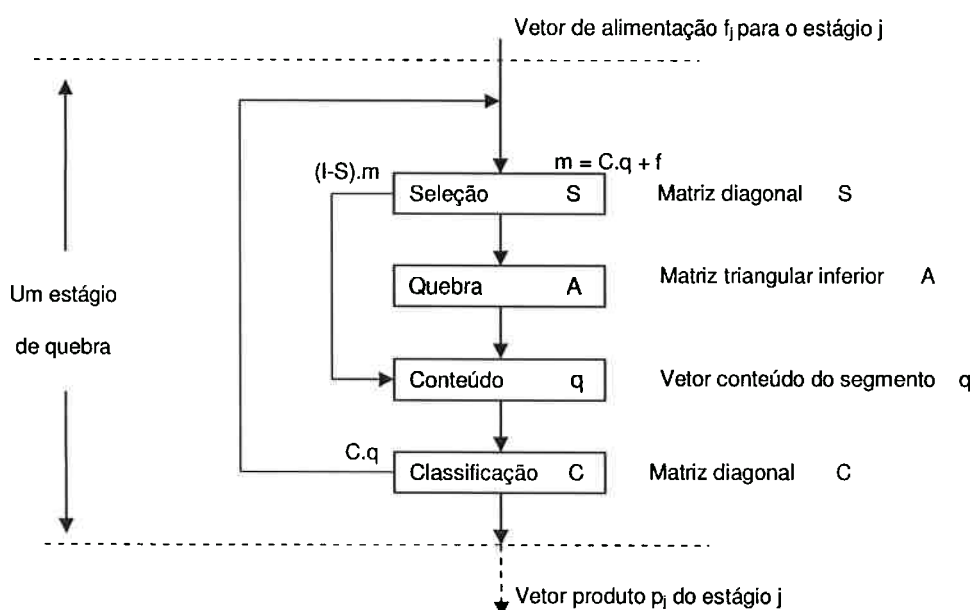 Vetor de alimentação fj para o estágio j
(I-S).m
m = C.q + f
Seleção S
Matriz diagonal S
Quebra A
Matriz triangular inferior A
Um estágio
de quebra
Conteúdo q
Vetor conteúdo do segmento q
C.q
Classificação C
Matriz diagonal C
Vetor produto pj do estágio j